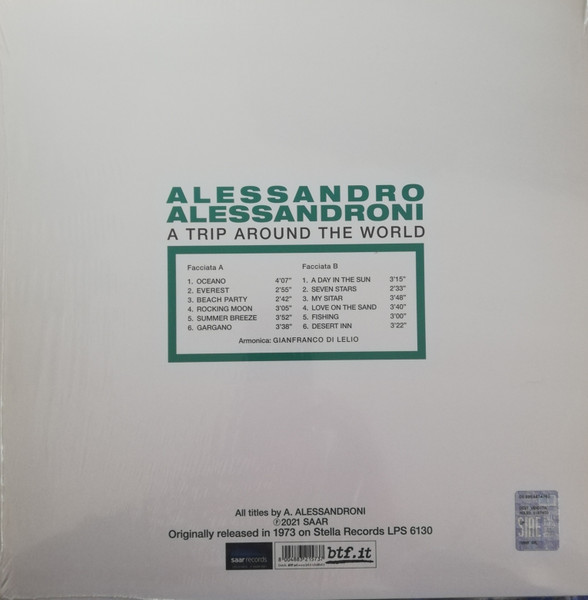 ALESSANDRO
ALESSANDRONI
A TRIP AROUND THE WORLD
Facciata A
1. OCEANO 4'07"
2. EVEREST 2'55"
3. BEACH PARTY 2'42"
4. ROCKING MOON 3'05"
5. SUMMER BREEZE 3'52"
6. GARGANO 3'38"
Facciata B
1. A DAY IN THE SUN 3'15"
2. SEVEN STARS 2'33"
3. MY SITAR 3'48"
4. LOVE ON THE SAND 3'40"
5. FISHING 3'00"
6. DESERT INN 3'22"
Armonica: GIANFRANCO DI LELIO
All titles by A. ALESSANDRONI
℗2021 SAAR
Originally released in 1973 on Stella Records LPS 6130
saar records
btf.it
SIAE